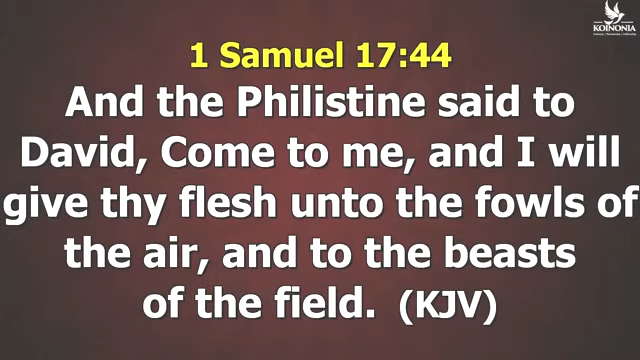 KOINONIA
1 Samuel 17:44
And the Philistine said to
David, Come to me, and I will
give thy flesh unto the fowls of
the air, and to the beasts
of the field. (KJV)